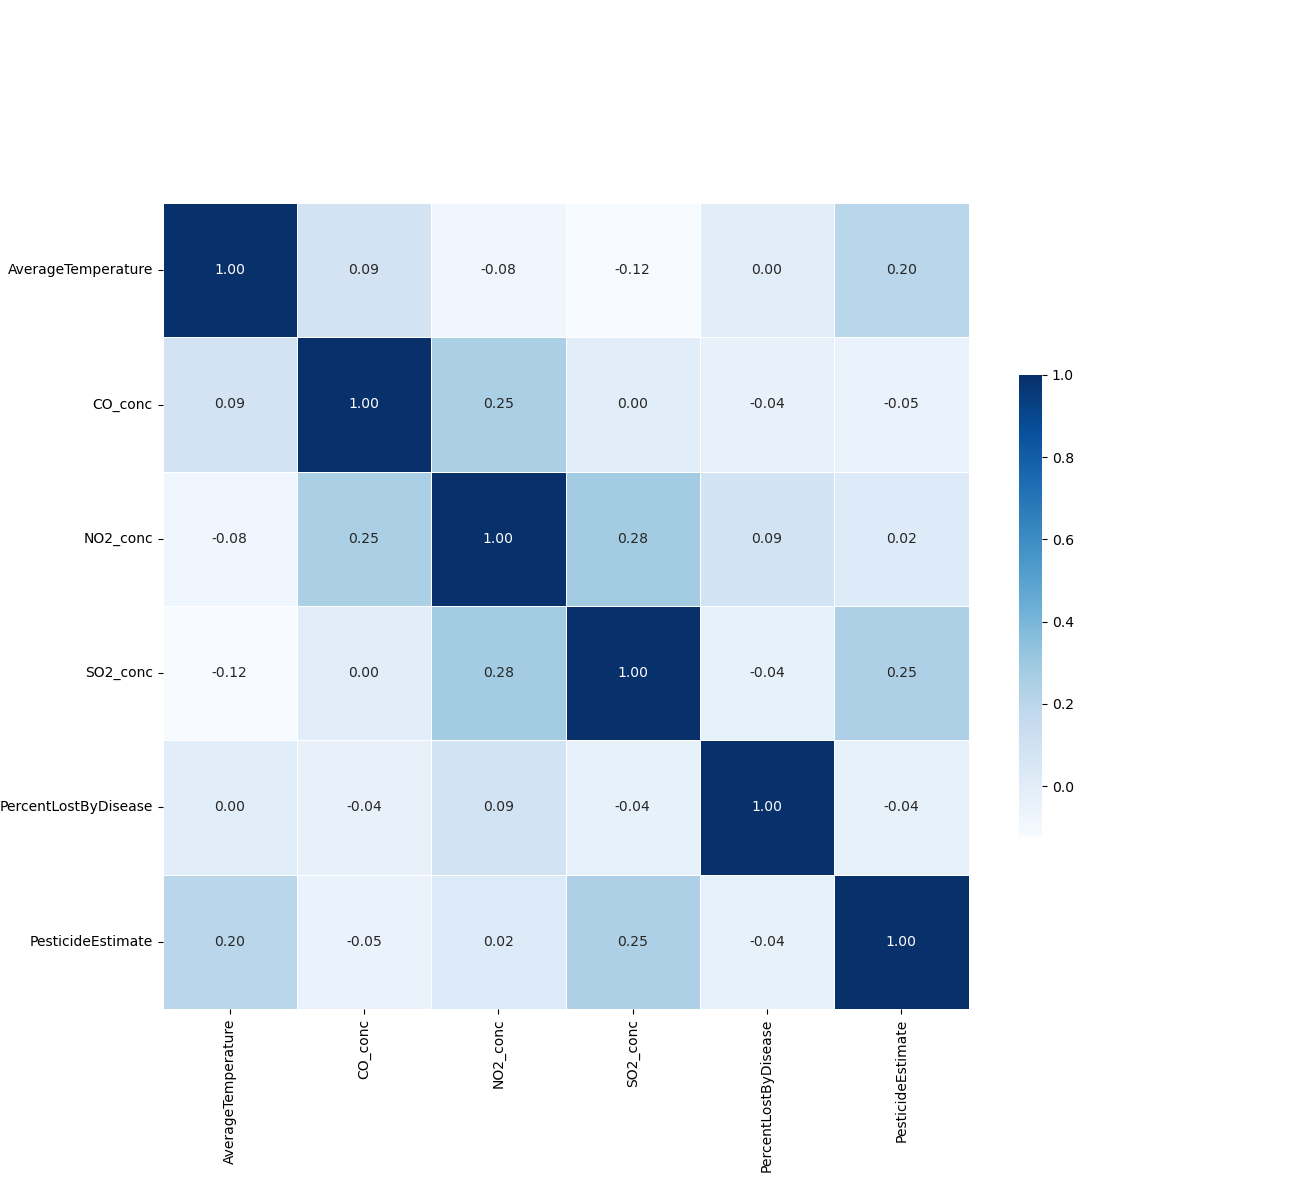 AverageTemperature 1.00 0.09 -0.08 -0.12 0.00 0.20
CO_conc 0.09 1.00 0.25 0.00 -0.04 -0.05
NO2_conc -0.08 0.25 1.00 0.28 0.09 0.02
SO2_conc -0.12 0.00 0.28 1.00 -0.04 0.25
PercentLostByDisease 0.00 -0.04 0.09 -0.04 1.00 -0.04
PesticideEstimate 0.20 -0.05 0.02 0.25 -0.04 1.00
AverageTemperature
CO_conc
NO2_conc
SO2_conc
PercentLostByDisease
PesticideEstimate
1.0
0.8
0.6
0.4
0.2
0.0